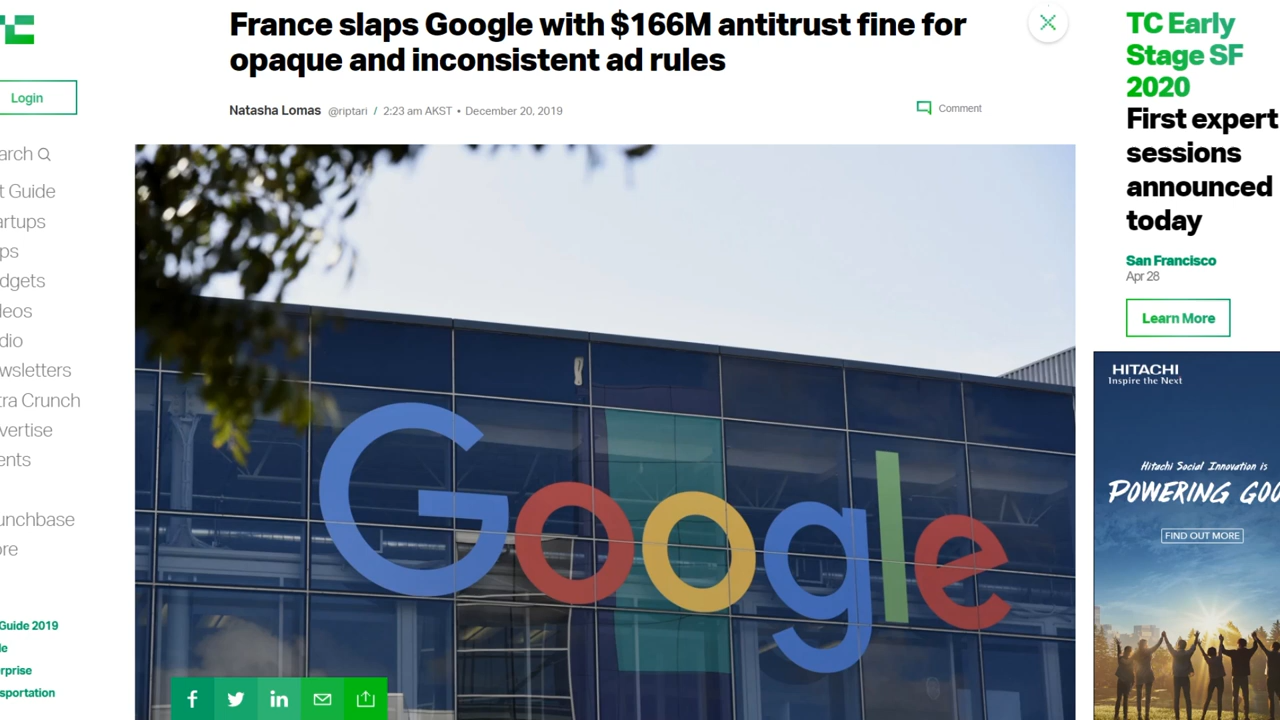 France slaps Google with $166M antitrust fine for
opaque and inconsistent ad rules
Natasha Lomas @riptari / 2:23 am AKST • December 20, 2019
Comment
Login
arch
t Guide
artups
ps
dgets
deos
dio
wsletters
tra Crunch
vertise
ents
unchbase
ore
Guide 2019
le
rprise
sportation
Google
TC Early
Stage SF
2020
First expert
sessions
announced
today
San Francisco
Apr 28
Learn More
HITACHI
Inspire the Next
Hitachi Social Innovation is
POWERING GOO
FIND OUT MORE